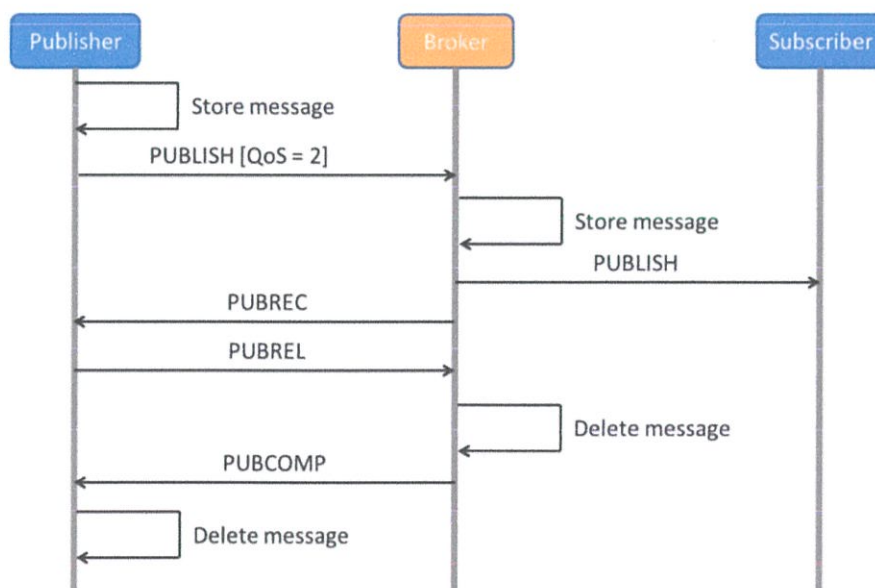 Publisher
Broker
Subscriber
Store message
PUBLISH [QoS = 2]
Store message
PUBLISH
PUBREC
PUBREL
Delete message
PUBCOMP
Delete message